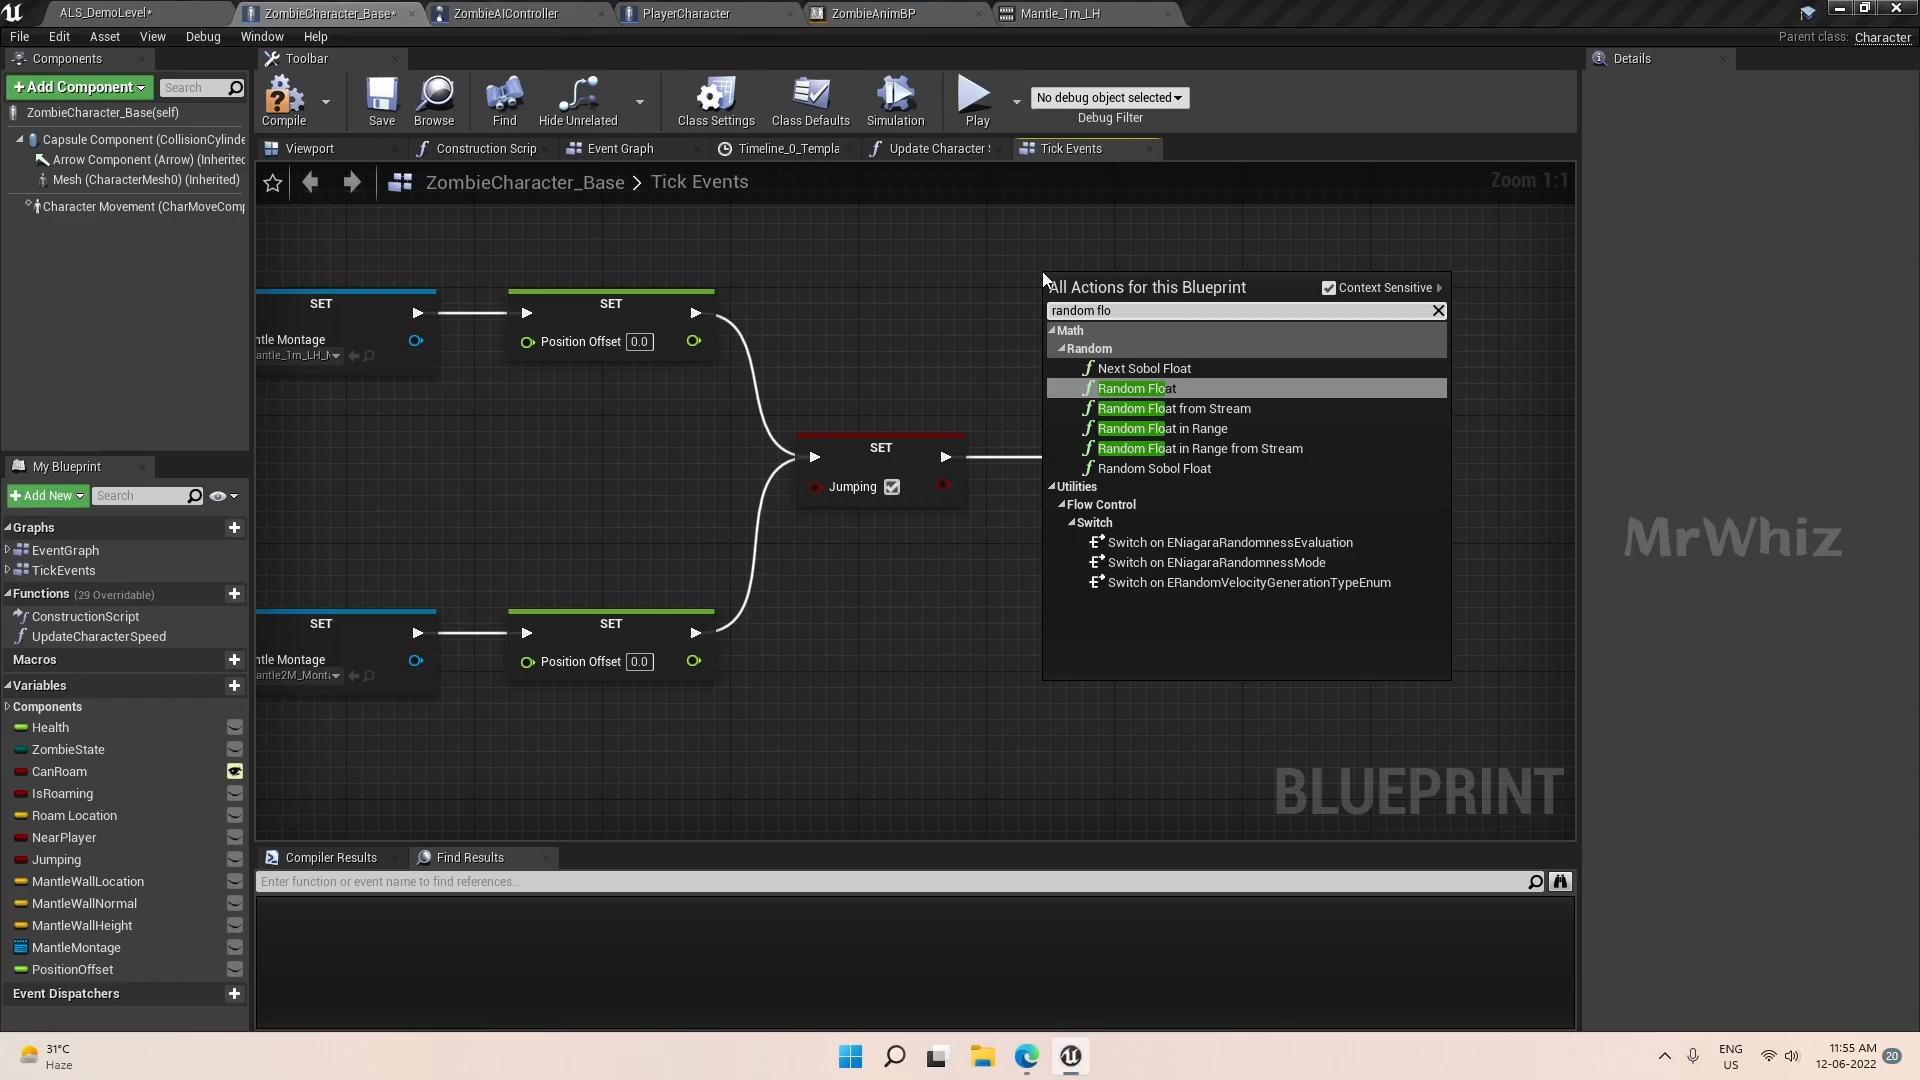 ALS_DemoLevel*
ZombieCharacter_Base*
ZombieAIController
PlayerCharacter
ZombieAnimBP
Mantle_1m_LH
File Edit Asset View Debug Window Help
Parent class: Character
Components
Toolbar
Details
+Add Component
Search
ZombieCharacter_Base(self)
Capsule Component (CollisionCylinde
Arrow Component (Arrow) (Inherited
Mesh (CharacterMesh0) (Inherited)
Character Movement (CharMoveComp
Compile
Save
Browse
Find
Hide Unrelated
Class Settings
Class Defaults
Simulation
Play
No debug object selected
Debug Filter
Viewport
Construction Scrip
Event Graph
Timeline_0_Templa
Update Character S
Tick Events
ZombieCharacter_Base > Tick Events
Zoom 1:1
SET
ntle Montage
SET
Position Offset 0.0
SET
Jumping
SET
ntle Montage
antle2M_Monta
SET
Position Offset 0.0
All Actions for this Blueprint
Context Sensitive
random flo
Math
Random
Next Sobol Float
Random Float
Random Float from Stream
Random Float in Range
Random Float in Range from Stream
Random Sobol Float
Utilities
Flow Control
Switch
Switch on ENiagaraRandomnessEvaluation
Switch on ENiagaraRandomnessMode
Switch on ERandomVelocityGenerationTypeEnum
BLUEPRINT
MrWhiz
My Blueprint
+Add New
Search
Graphs
EventGraph
TickEvents
Functions (29 Overridable)
ConstructionScript
UpdateCharacterSpeed
Macros
Variables
Components
Health
ZombieState
CanRoam
IsRoaming
Roam Location
NearPlayer
Jumping
MantleWallLocation
MantleWallNormal
MantleWallHeight
MantleMontage
PositionOffset
Event Dispatchers
Compiler Results
Find Results
Enter function or event name to find references...
31°C
Haze
ENG
US
11:55 AM
12-06-2022
20